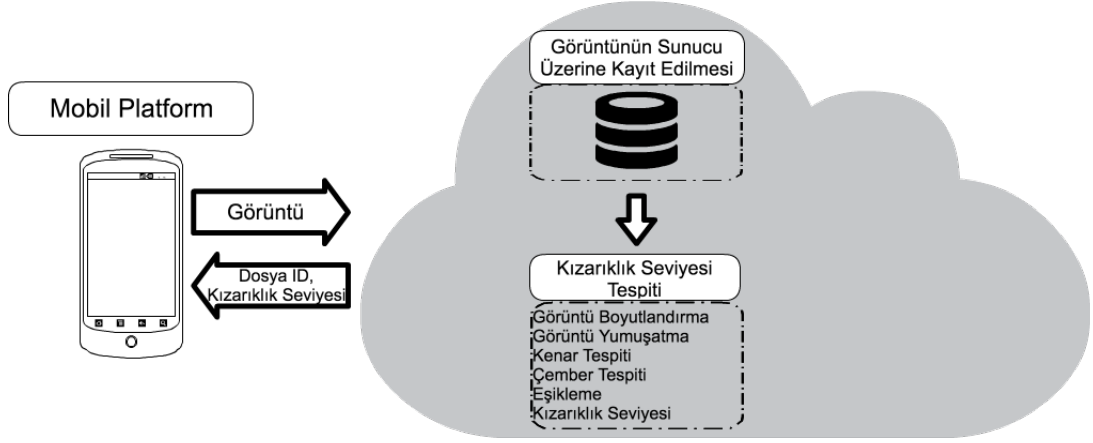 Görüntünün Sunucu
Üzerine Kayıt Edilmesi
Mobil Platform
Görüntü
Dosya ID,
Kızarıklık Seviyesi
Kızarıklık Seviyesi
Tespiti
Görüntü Boyutlandırma
Görüntü Yumuşatma
Kenar Tespiti
Çember Tespiti
Eşikleme
Kızarıklık Seviyesi